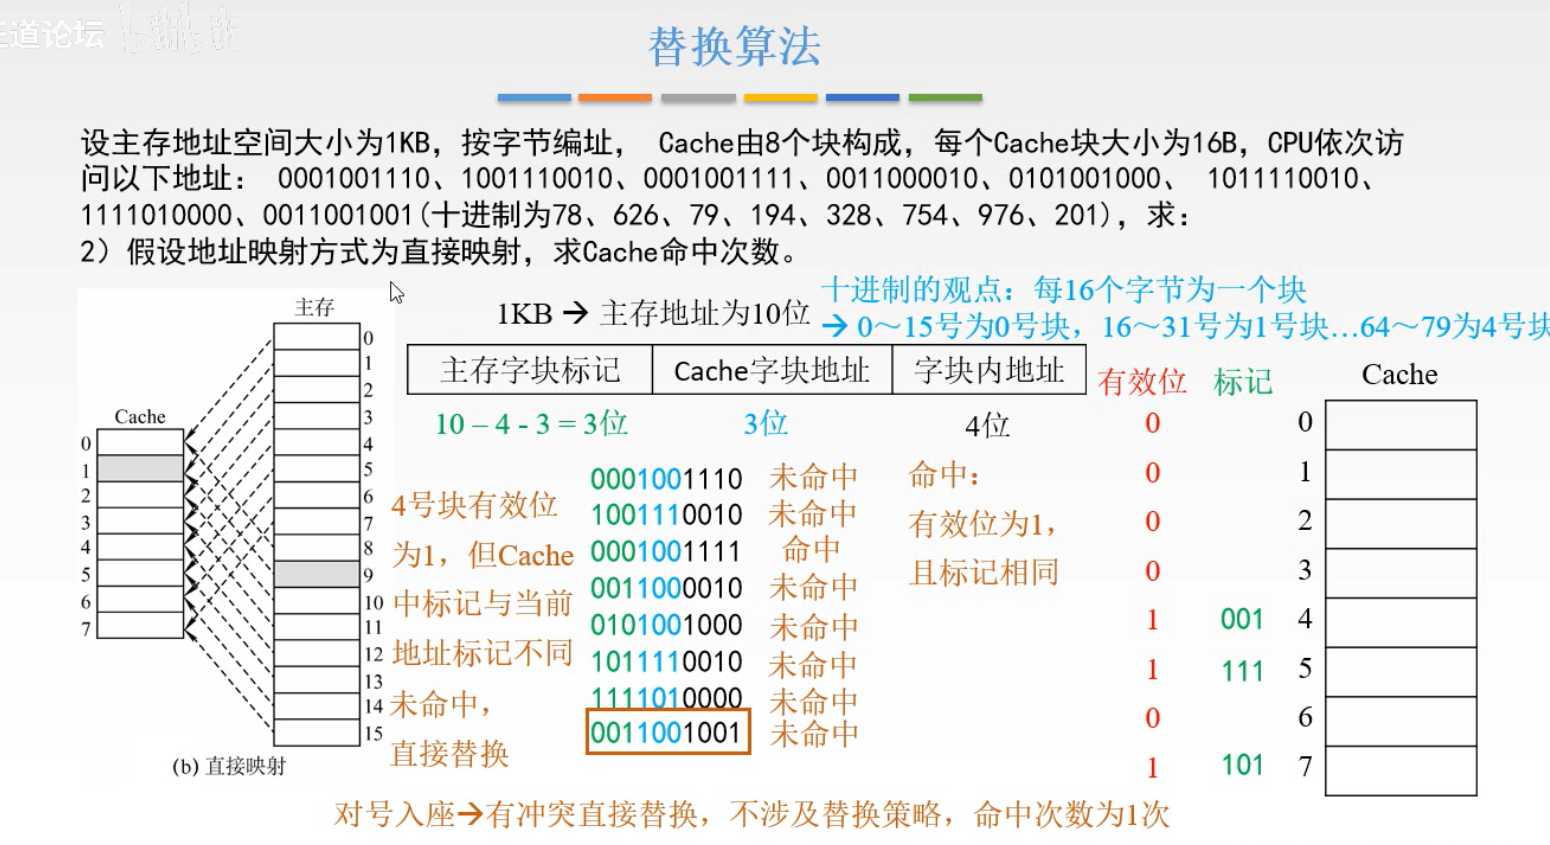 王道论坛 bilibili
替换算法
设主存地址空间大小为1KB，按字节编址， Cache由8个块构成，每个Cache块大小为16B，CPU依次访
问以下地址： 0001001110、1001110010、0001001111、0011000010、0101001000、 1011110010、
1111010000、0011001001(十进制为78、626、79、194、328、754、976、201)，求：
2）假设地址映射方式为直接映射，求Cache命中次数。
十进制的观点：每16个字节为一个块
→ 0～15号为0号块，16～31号为1号块…64～79为4号块
1KB → 主存地址为10位
主存字块标记 Cache字块地址 字块内地址
10 – 4 - 3 = 3位 3位 4位
主存
0
1
2
3
4
5
6
7
8
9
10
11
12
13
14
15
Cache
0
1
2
3
4
5
6
7
(b) 直接映射
4号块有效位
为1，但Cache
中标记与当前
地址标记不同
未命中，
直接替换
0001001110 未命中
1001110010 未命中
0001001111 命中
0011000010 未命中
0101001000 未命中
1011110010 未命中
1111010000 未命中
0011001001 未命中
命中：
有效位为1，
且标记相同
有效位 标记 Cache
0 0
0 1
0 2
0 3
1 001 4
1 111 5
0 6
1 101 7
对号入座→有冲突直接替换，不涉及替换策略，命中次数为1次